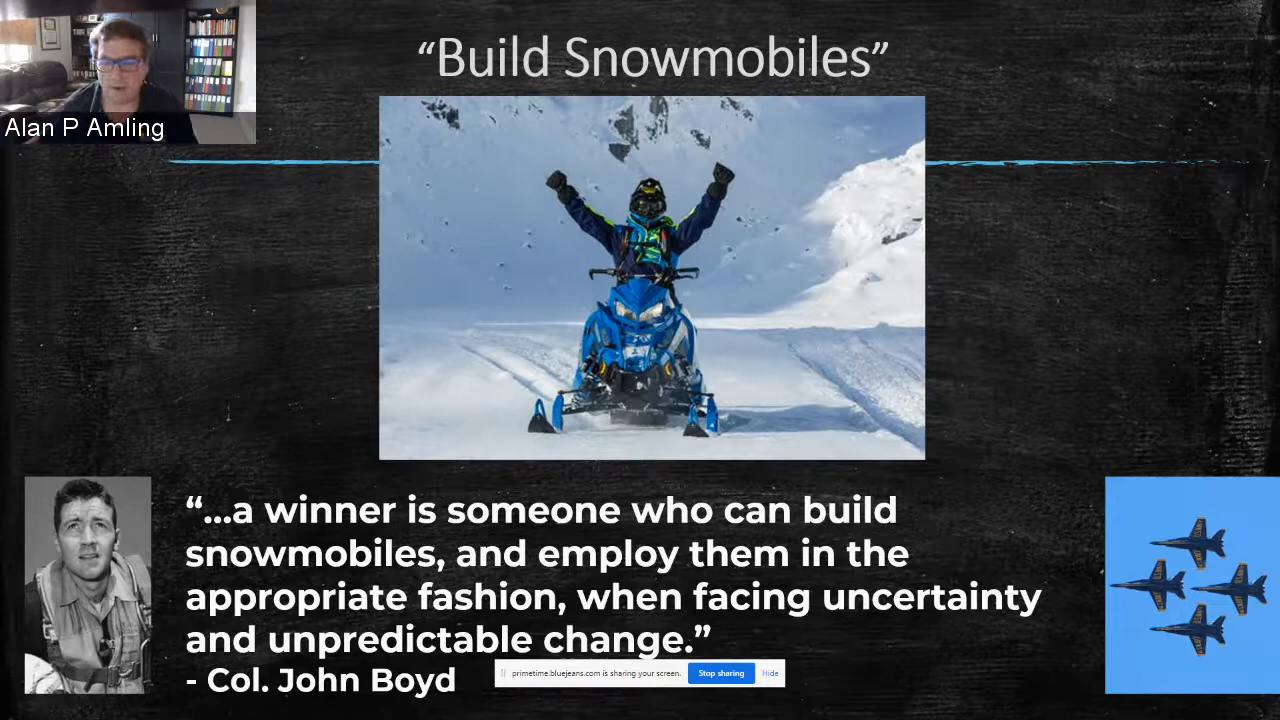 Alan P Amling
“Build Snowmobiles”
“...a winner is someone who can build
snowmobiles, and employ them in the
appropriate fashion, when facing uncertainty
and unpredictable change.”
- Col. John Boyd
primetime.bluejeans.com is sharing your screen. Stop sharing Hide